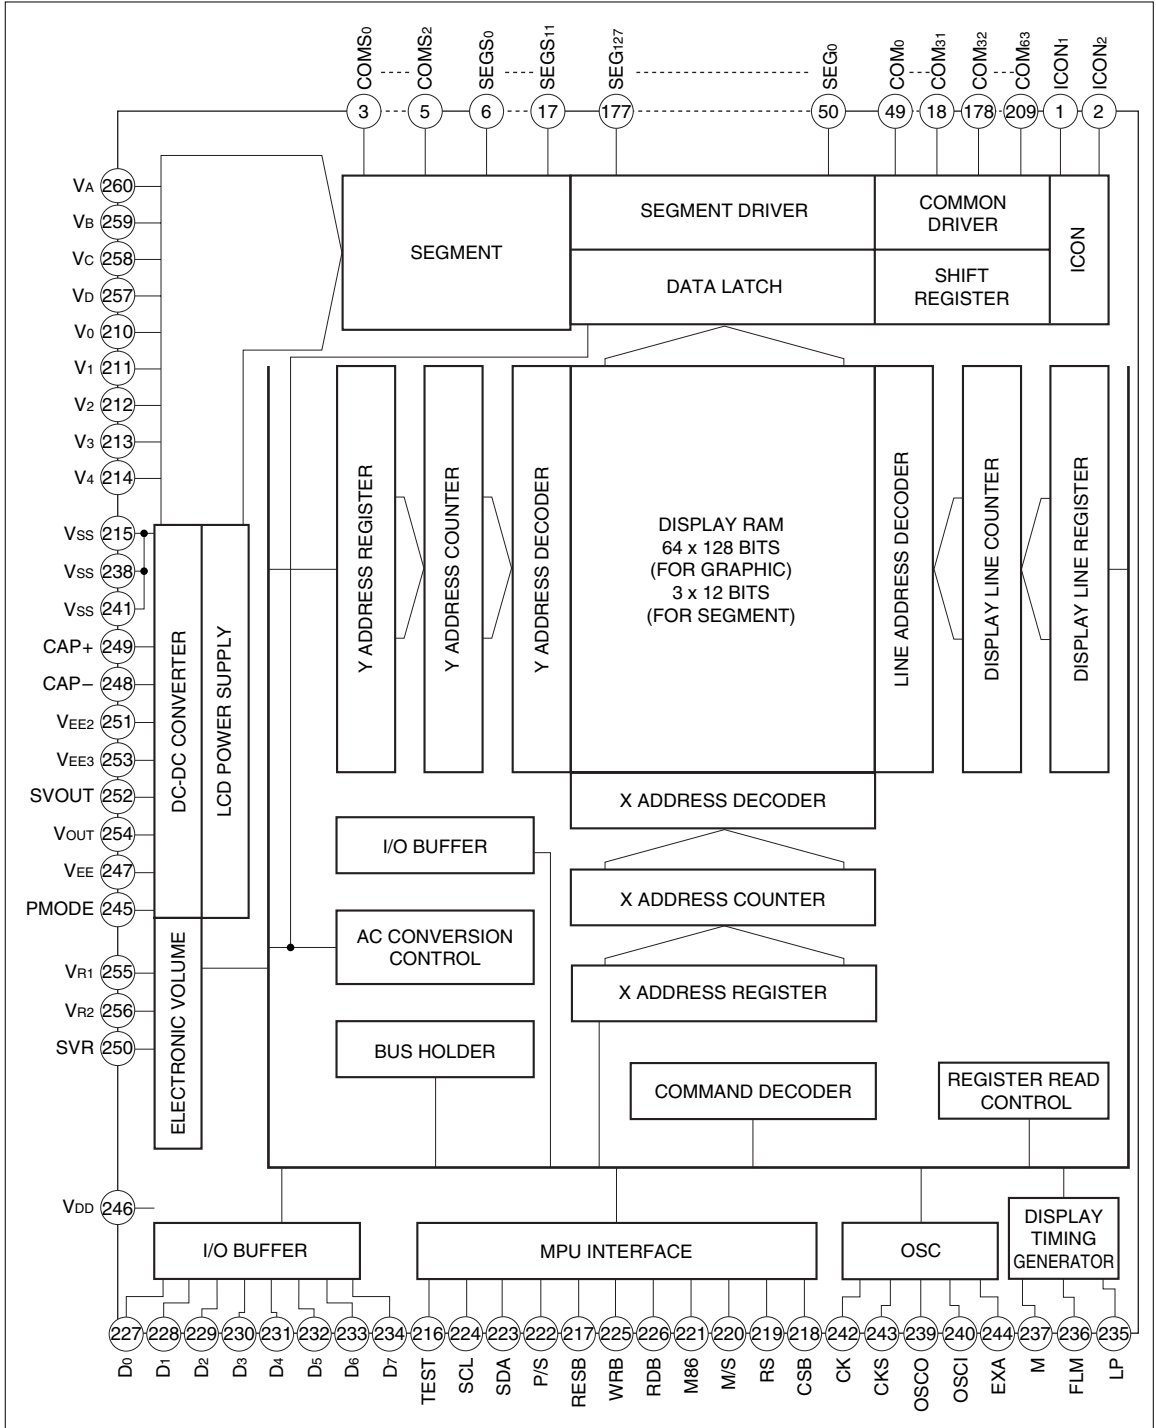 COMS0
COMS2
SEGS0
SEGS11
SEG127
SEG0
COM0
COM31
COM32
COM63
ICON1
ICON2
3
5
6
17
177
50
49
18
178
209
1
2
VA 260
VB 259
VC 258
VD 257
V0 210
V1 211
V2 212
V3 213
V4 214
VSS 215
VSS 238
VSS 241
CAP+ 249
CAP− 248
VEE2 251
VEE3 253
SVOUT 252
VOUT 254
VEE 247
PMODE 245
VR1 255
VR2 256
SVR 250
VDD 246
SEGMENT
SEGMENT DRIVER
DATA LATCH
COMMON
DRIVER
SHIFT
REGISTER
ICON
DC-DC CONVERTER
LCD POWER SUPPLY
ELECTRONIC VOLUME
Y ADDRESS REGISTER
Y ADDRESS COUNTER
Y ADDRESS DECODER
DISPLAY RAM
64 x 128 BITS
(FOR GRAPHIC)
3 x 12 BITS
(FOR SEGMENT)
LINE ADDRESS DECODER
DISPLAY LINE COUNTER
DISPLAY LINE REGISTER
X ADDRESS DECODER
I/O BUFFER
X ADDRESS COUNTER
AC CONVERSION
CONTROL
X ADDRESS REGISTER
BUS HOLDER
COMMAND DECODER
REGISTER READ
CONTROL
I/O BUFFER
MPU INTERFACE
OSC
DISPLAY
TIMING
GENERATOR
227
228
229
230
231
232
233
234
216
224
223
222
217
225
226
221
220
219
218
242
243
239
240
244
237
236
235
D0
D1
D2
D3
D4
D5
D6
D7
TEST
SCL
SDA
P/S
RESB
WRB
RDB
M86
M/S
RS
CSB
CK
CKS
OSCO
OSCI
EXA
M
FLM
LP